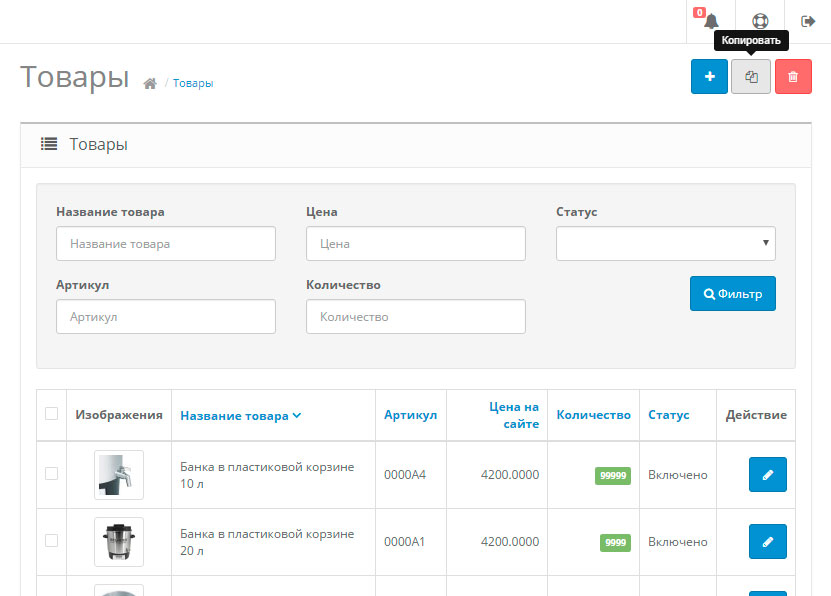 0
Копировать
Товары / Товары
Товары
Название товара Цена Статус
Название товара Цена
Артикул Количество
Артикул Количество Фильтр
Изображения Название товара Артикул Цена на сайте Количество Статус Действие
Банка в пластиковой корзине
10 л 0000A4 4200.0000 99999 Включено
Банка в пластиковой корзине
20 л 0000A1 4200.0000 9999 Включено